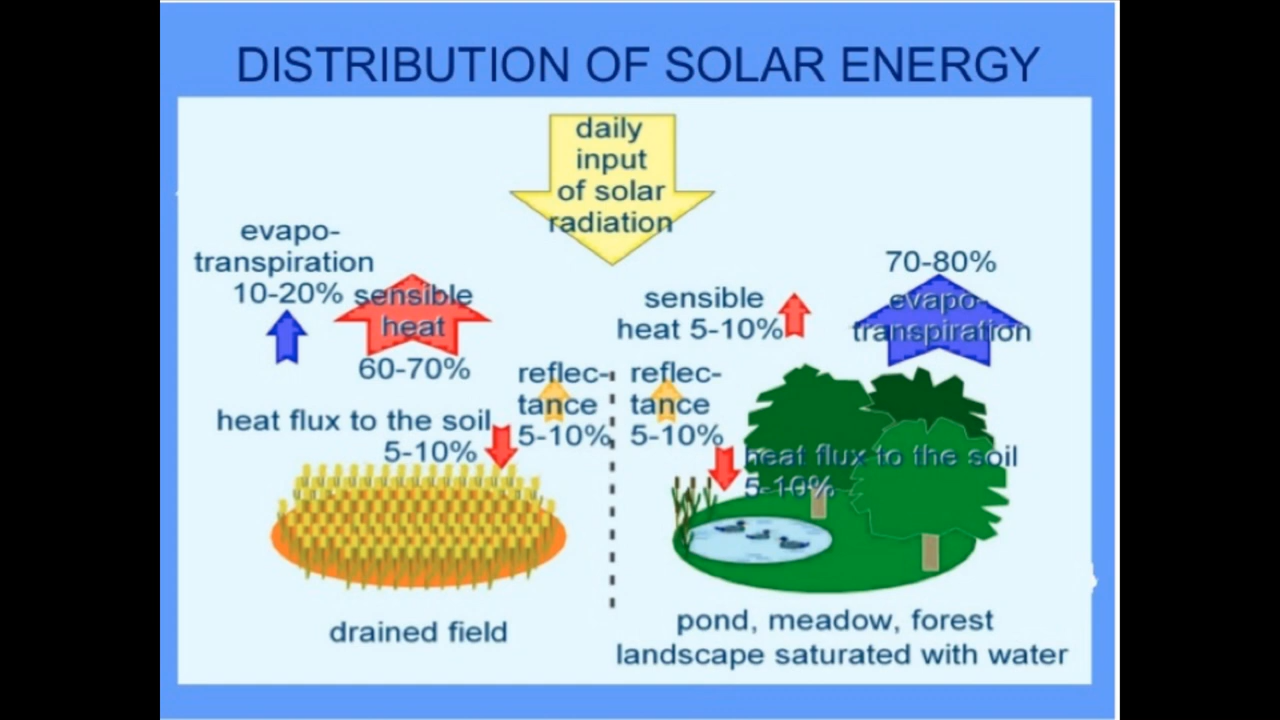 DISTRIBUTION OF SOLAR ENERGY
daily
input
of solar
radiation
evapo-
transpiration
10-20%
sensible
heat
60-70%
heat flux to the soil
5-10%
reflec-
tance
5-10%
drained field
sensible
heat 5-10%
70-80%
evapo-
transpiration
reflec-
tance
5-10%
heat flux to the soil
5-10%
pond, meadow, forest
landscape saturated with water